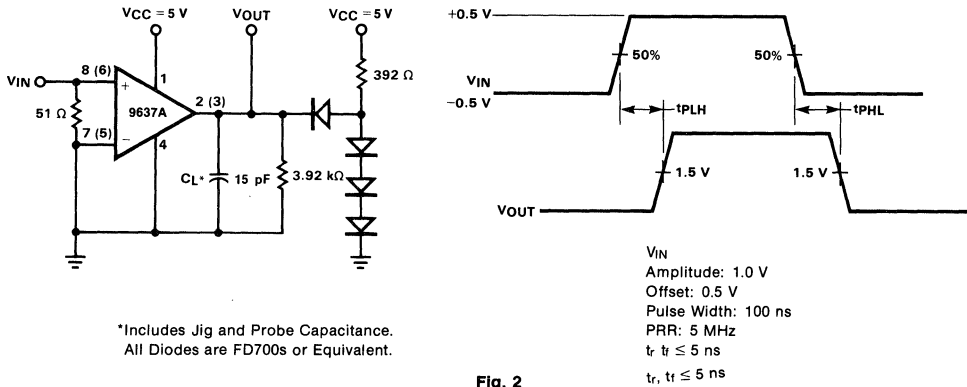 VCC = 5 V
VOUT
VCC = 5 V
392 Ω
VIN
8 (6)
+
1
51 Ω
9637A
2 (3)
7 (5)
−
4
CL*
15 pF
3.92 kΩ
*Includes Jig and Probe Capacitance.
All Diodes are FD700s or Equivalent.
+0.5 V
50%
50%
VIN
−0.5 V
tPLH
tPHL
1.5 V
1.5 V
VOUT
VIN
Amplitude: 1.0 V
Offset: 0.5 V
Pulse Width: 100 ns
PRR: 5 MHz
tr tf ≤ 5 ns
tr, tf ≤ 5 ns
Fig. 2